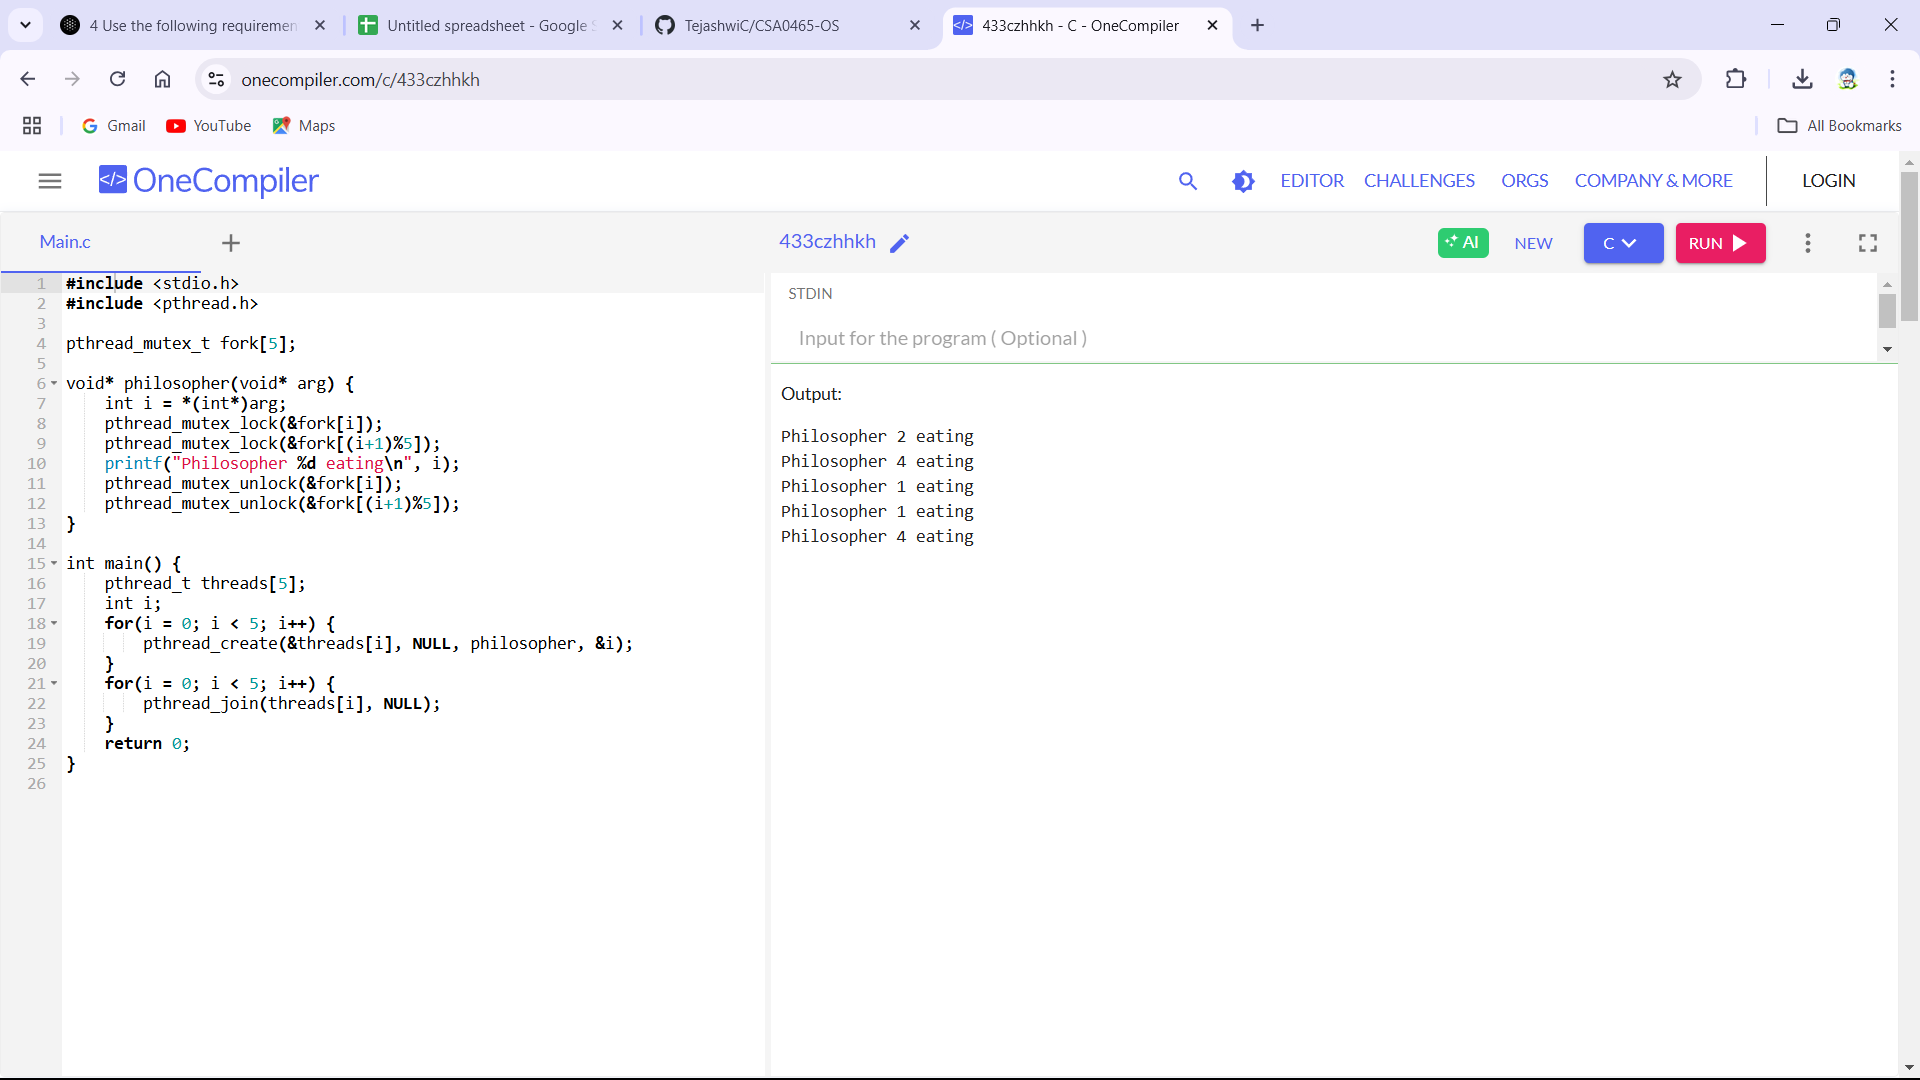 4 Use the following requiremen
Untitled spreadsheet - Google S
TejashwiC/CSA0465-OS
433czhhkh - C - OneCompiler
onecompiler.com/c/433czhhkh
Gmail
YouTube
Maps
All Bookmarks
</> OneCompiler
EDITOR
CHALLENGES
ORGS
COMPANY & MORE
LOGIN
Main.c
433czhhkh
AI
NEW
C
RUN
1 #include <stdio.h>
2 #include <pthread.h>
3
4 pthread_mutex_t fork[5];
5
6 void* philosopher(void* arg) {
7     int i = *(int*)arg;
8     pthread_mutex_lock(&fork[i]);
9     pthread_mutex_lock(&fork[(i+1)%5]);
10     printf("Philosopher %d eating\n", i);
11     pthread_mutex_unlock(&fork[i]);
12     pthread_mutex_unlock(&fork[(i+1)%5]);
13 }
14
15 int main() {
16     pthread_t threads[5];
17     int i;
18     for(i = 0; i < 5; i++) {
19         pthread_create(&threads[i], NULL, philosopher, &i);
20     }
21     for(i = 0; i < 5; i++) {
22         pthread_join(threads[i], NULL);
23     }
24     return 0;
25 }
26
STDIN
Input for the program ( Optional )
Output:
Philosopher 2 eating
Philosopher 4 eating
Philosopher 1 eating
Philosopher 1 eating
Philosopher 4 eating